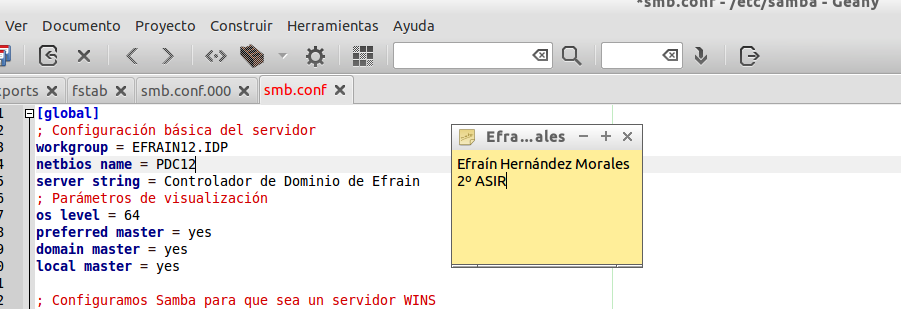 *smb.conf - /etc/samba - Geany
Ver Documento Proyecto Construir Herramientas Ayuda
ports fstab smb.conf.000 smb.conf
1 [global]
2 ; Configuración básica del servidor
3 workgroup = EFRAIN12.IDP
4 netbios name = PDC12
5 server string = Controlador de Dominio de Efrain
6 ; Parámetros de visualización
7 os level = 64
8 preferred master = yes
9 domain master = yes
0 local master = yes
1
2 ; Configuramos Samba para que sea un servidor WINS
Efra...ales
Efraín Hernández Morales
2º ASIR